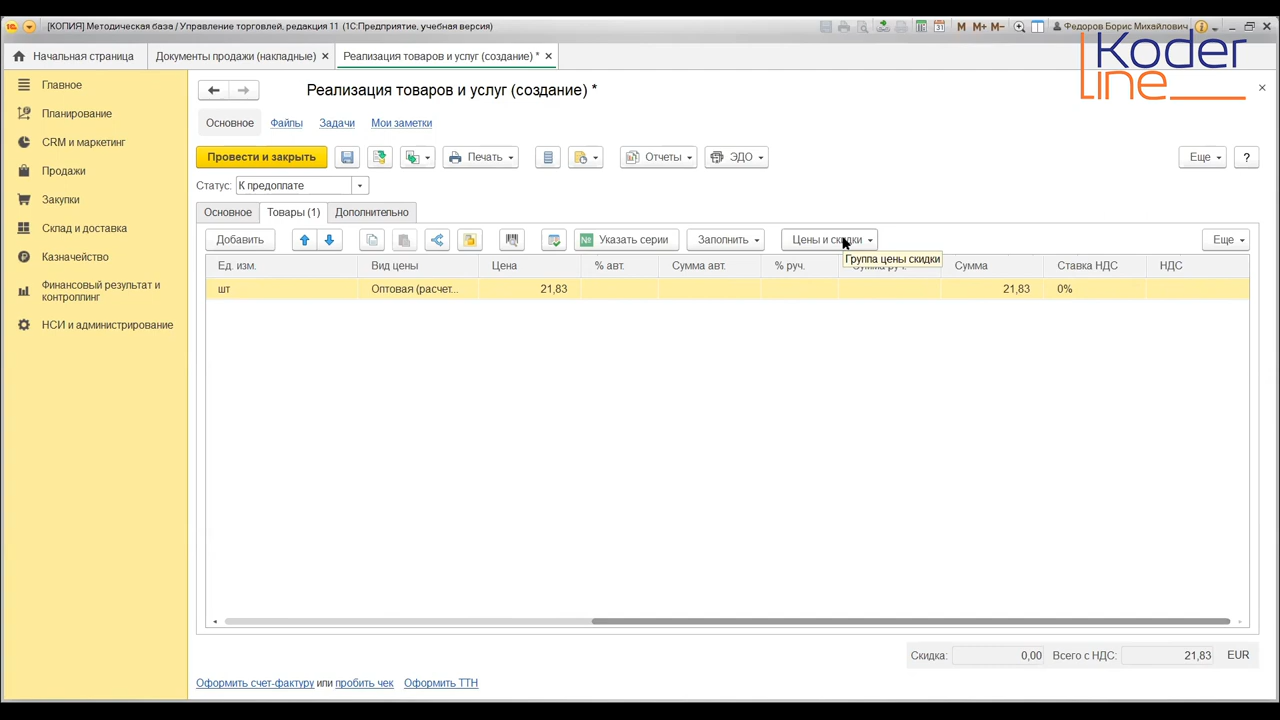 [КОПИЯ] Методическая база / Управление торговлей, редакция 11 (1С:Предприятие, учебная версия)
M M+ M- Федоров Борис Михайлович
Начальная страница Документы продажи (накладные) × Реализация товаров и услуг (создание) * ×
Koder line
Главное
Планирование
CRM и маркетинг
Продажи
Закупки
Склад и доставка
Казначейство
Финансовый результат и
контроллинг
НСИ и администрирование
Реализация товаров и услуг (создание) *
Основное Файлы Задачи Мои заметки
Провести и закрыть Печать Отчеты ЭДО Еще ?
Статус: К предоплате
Основное Товары (1) Дополнительно
Добавить Указать серии Заполнить Цены и скидки Еще
Группа цены скидки
Ед. изм. Вид цены Цена % авт. Сумма авт. % руч. Сумма руч. Сумма Ставка НДС НДС
шт Оптовая (расчет... 21,83 21,83 0%
Скидка: 0,00 Всего с НДС: 21,83 EUR
Оформить счет-фактуру или пробить чек Оформить ТТН